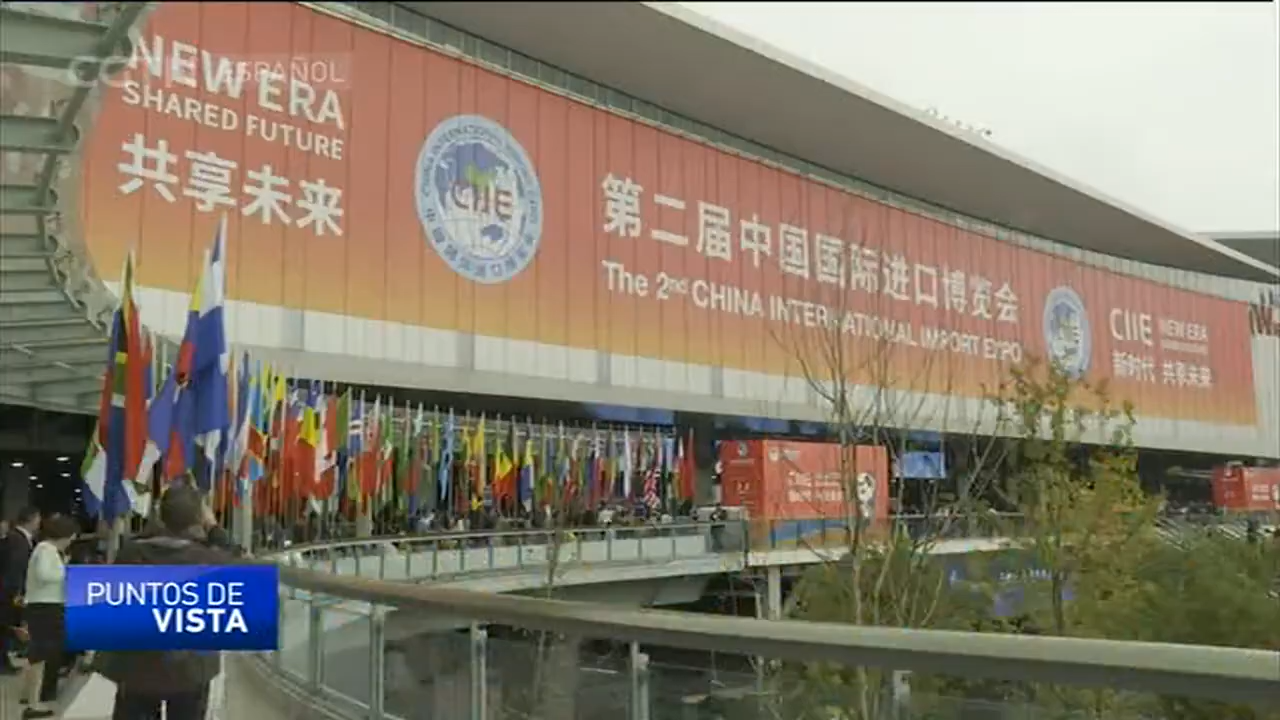 ESPAÑOL
NEW ERA
SHARED FUTURE
共享未来
CIIE
第二届中国国际进口博览会
The 2nd CHINA INTERNATIONAL IMPORT EXPO
CIIE NEW ERA
新时代 共享未来
PUNTOS DE
VISTA